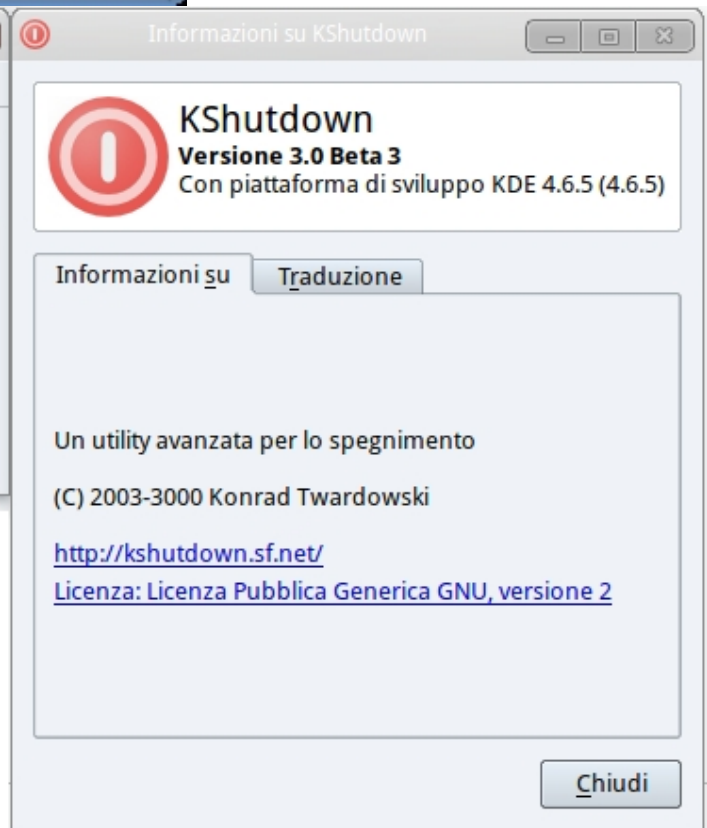 Informazioni su KShutdown
KShutdown
Versione 3.0 Beta 3
Con piattaforma di sviluppo KDE 4.6.5 (4.6.5)
Informazioni su
Traduzione
Un utility avanzata per lo spegnimento
(C) 2003-3000 Konrad Twardowski
http://kshutdown.sf.net/
Licenza: Licenza Pubblica Generica GNU, versione 2
Chiudi